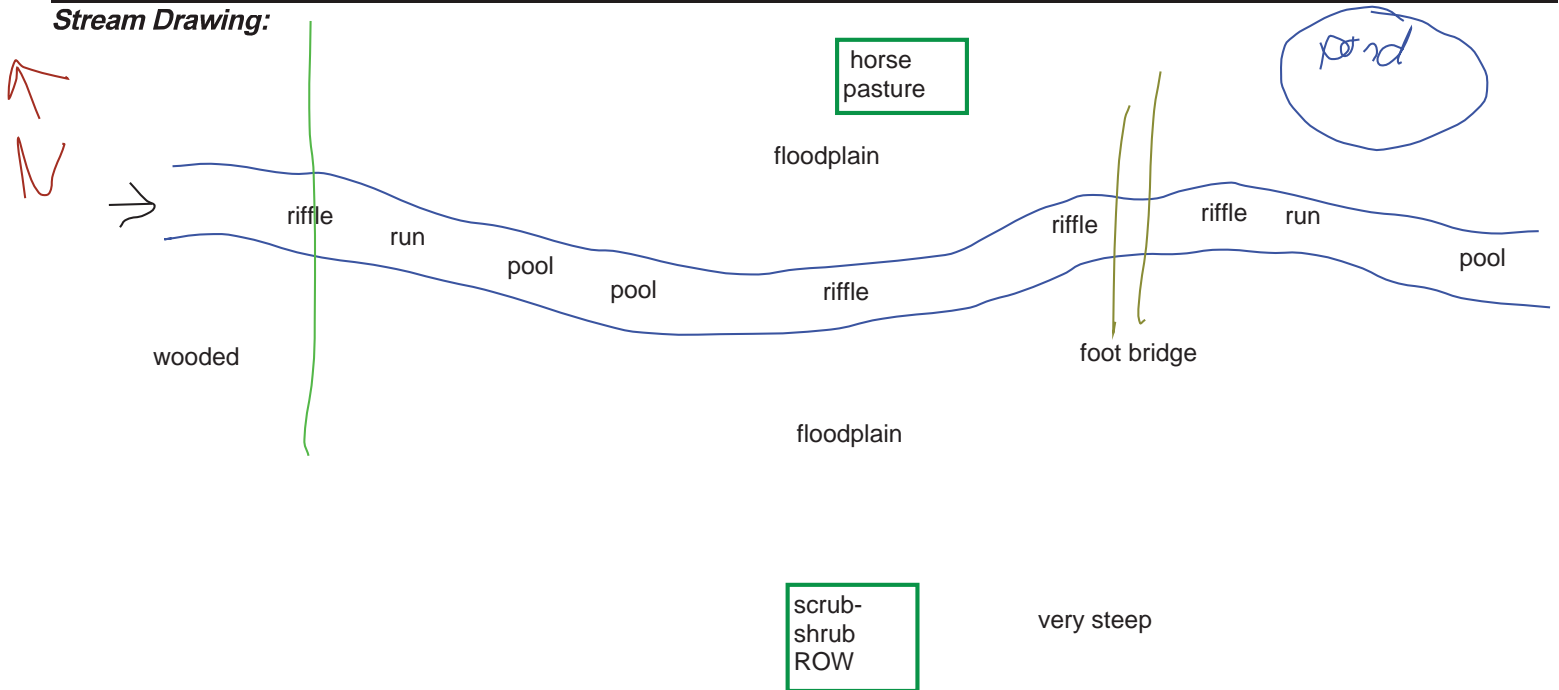 Stream Drawing:
horse
pasture
pond
floodplain
N
riffle
run
pool
pool
riffle
riffle
riffle
run
pool
wooded
foot bridge
floodplain
scrub-
shrub
ROW
very steep